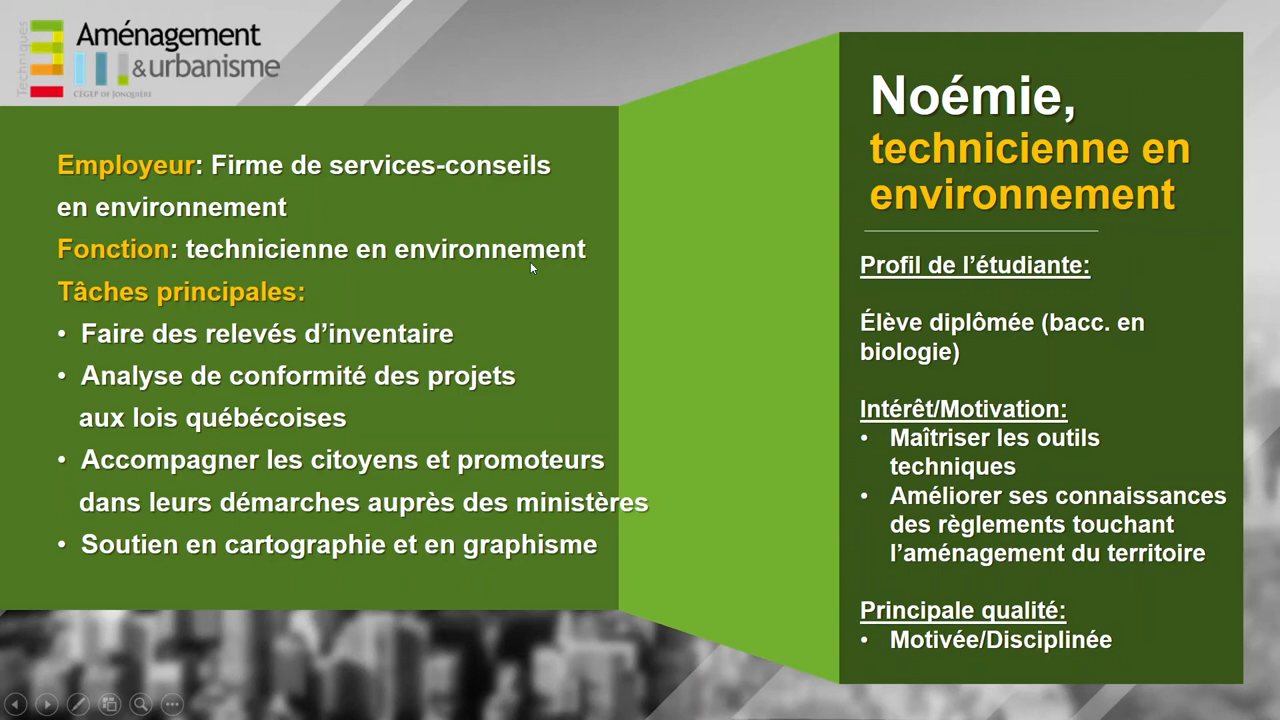 Techniques
Aménagement
&urbanisme
CÉGEP DE JONQUIÈRE
Employeur: Firme de services-conseils
en environnement
Fonction: technicienne en environnement
Tâches principales:
• Faire des relevés d’inventaire
• Analyse de conformité des projets
aux lois québécoises
• Accompagner les citoyens et promoteurs
dans leurs démarches auprès des ministères
• Soutien en cartographie et en graphisme
Noémie,
technicienne en
environnement
Profil de l’étudiante:
Élève diplômée (bacc. en
biologie)
Intérêt/Motivation:
• Maîtriser les outils
techniques
• Améliorer ses connaissances
des règlements touchant
l’aménagement du territoire
Principale qualité:
• Motivée/Disciplinée